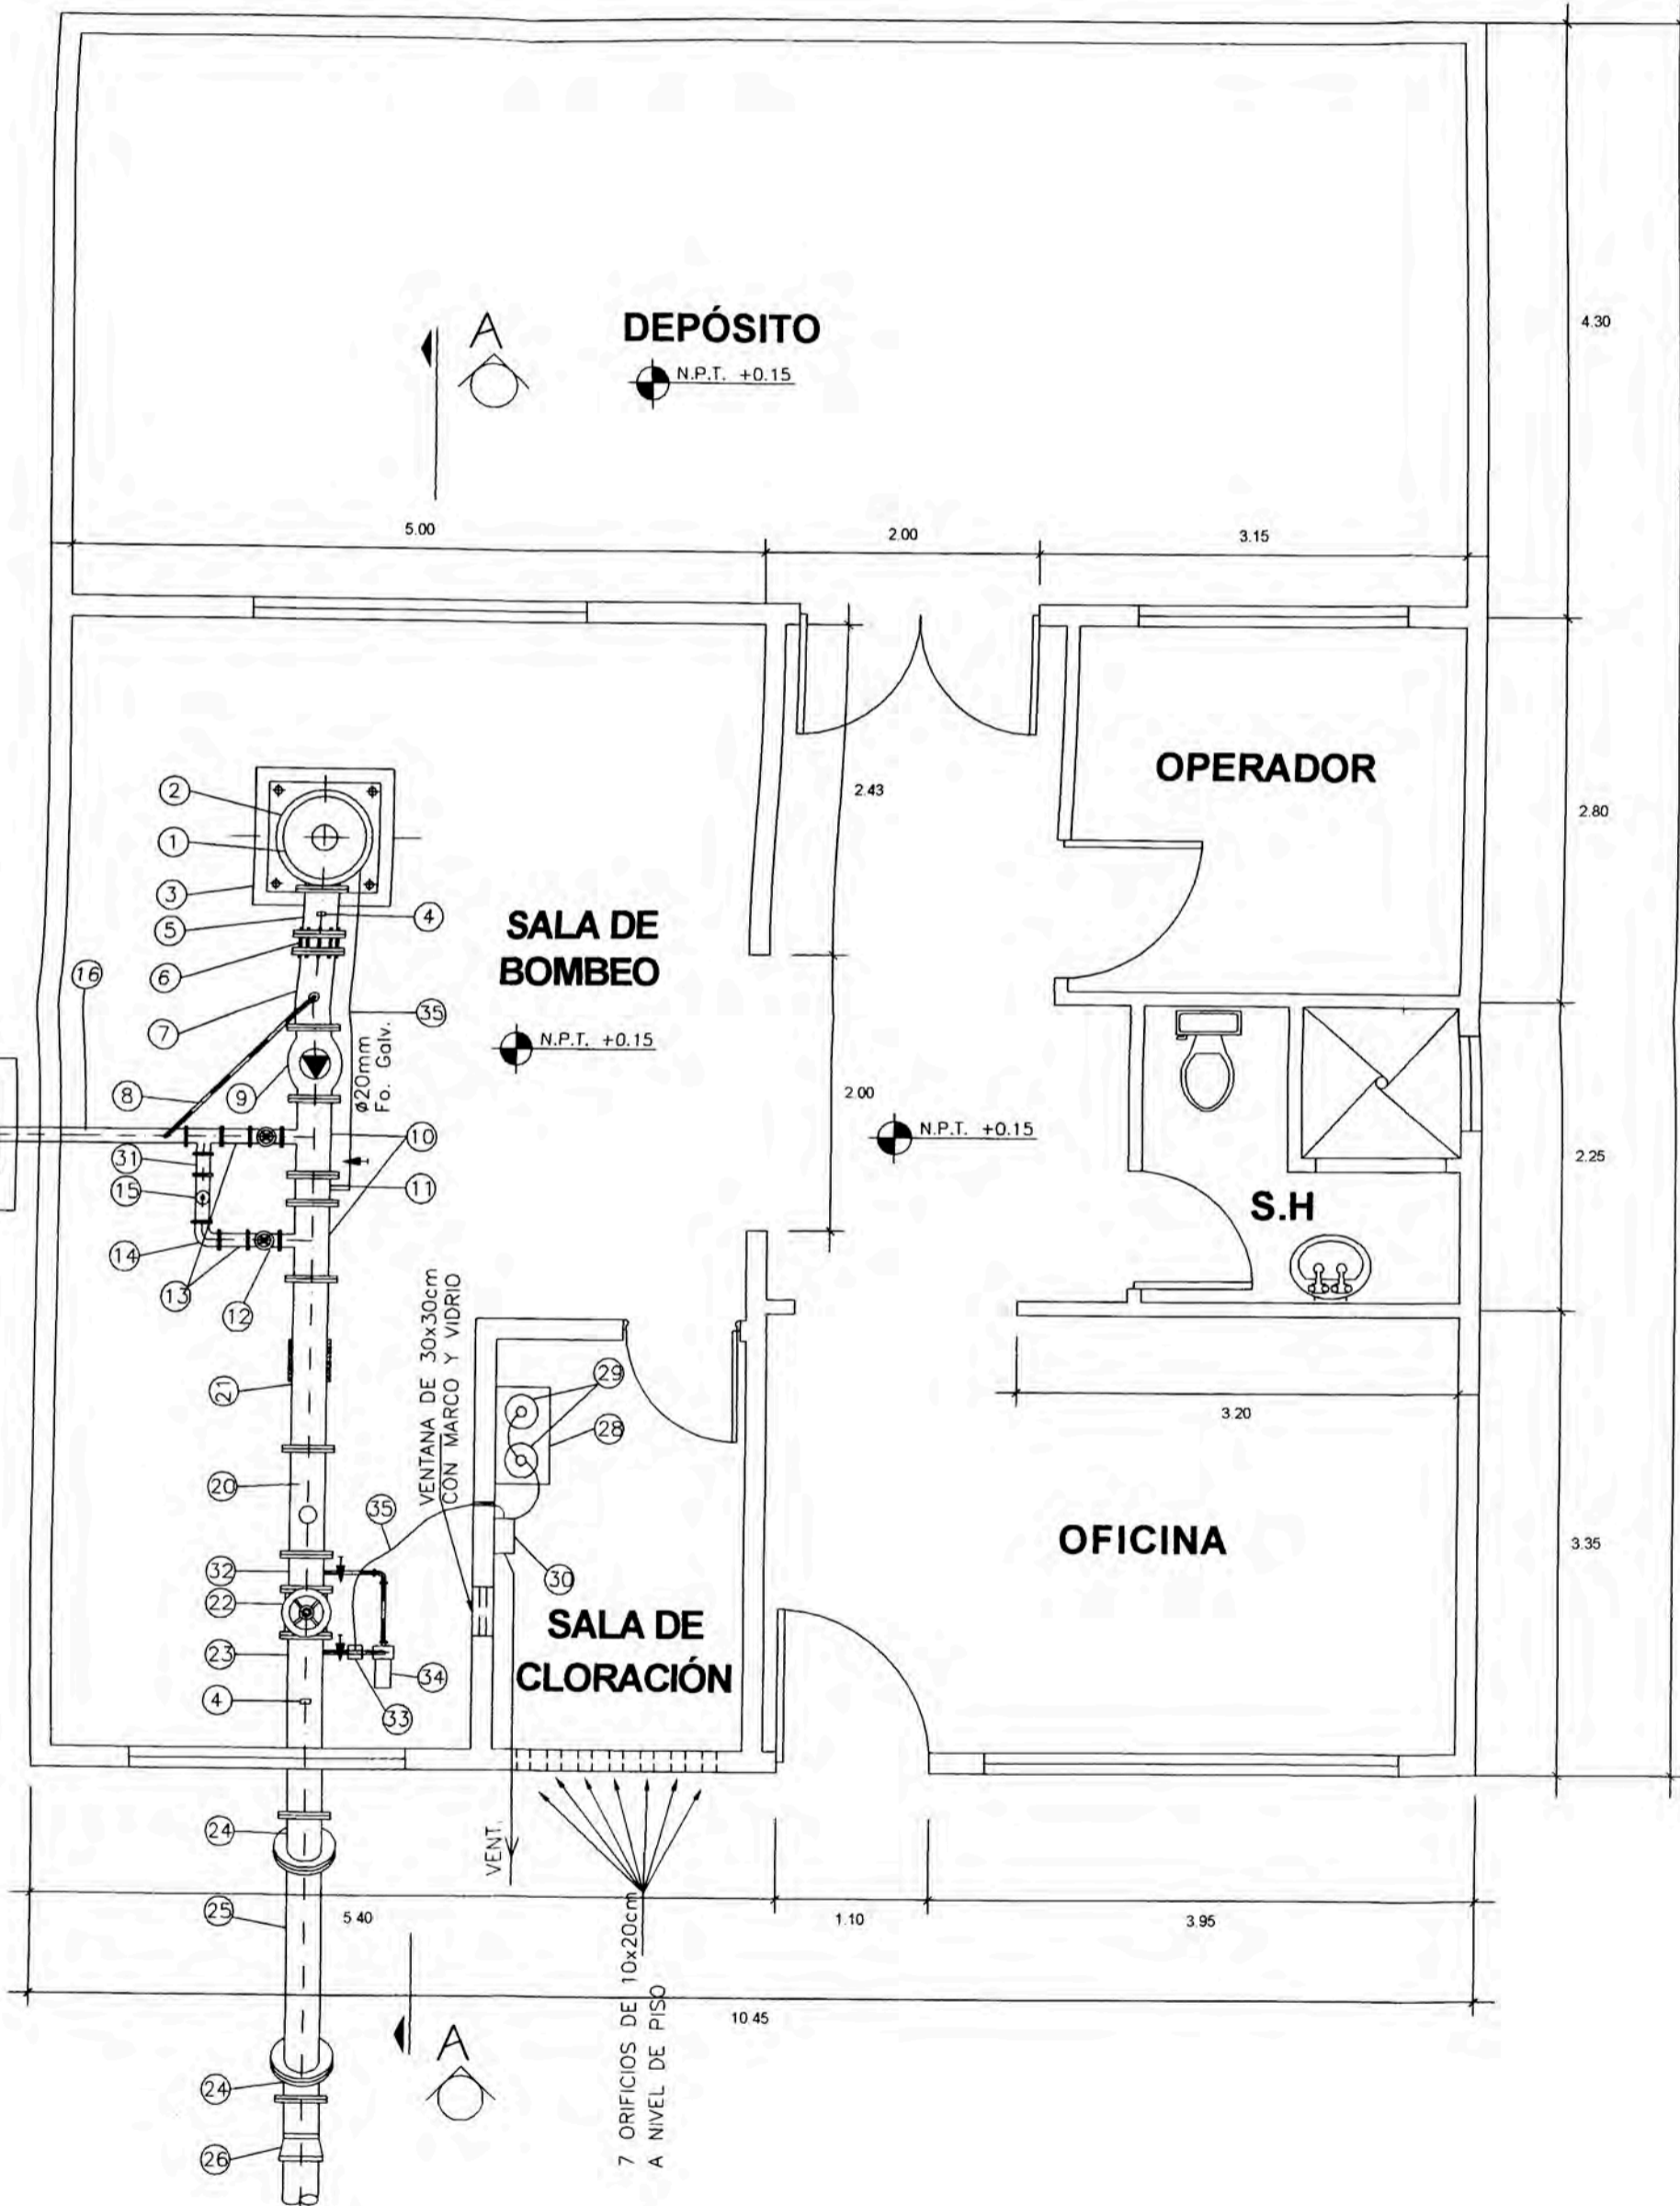 4.30
A
DEPÓSITO
N.P.T. +0.15
5.00
2.00
3.15
OPERADOR
2.43
2.80
2
1
3
5
4
6
16
7
SALA DE
BOMBEO
35
N.P.T. +0.15
ø20mm
Fo. Galv.
8
9
2.00
N.P.T. +0.15
10
31
15
11
2.25
S.H
14
13
12
VENTANA DE 30x30cm
CON MARCO Y VIDRIO
21
29
28
3.20
20
35
OFICINA
3.35
32
22
30
SALA DE
CLORACIÓN
23
34
4
33
24
VENT.
25
5 40
1.10
3.95
7 ORIFICIOS DE 10x20cm
A NIVEL DE PISO
10 45
A
24
26